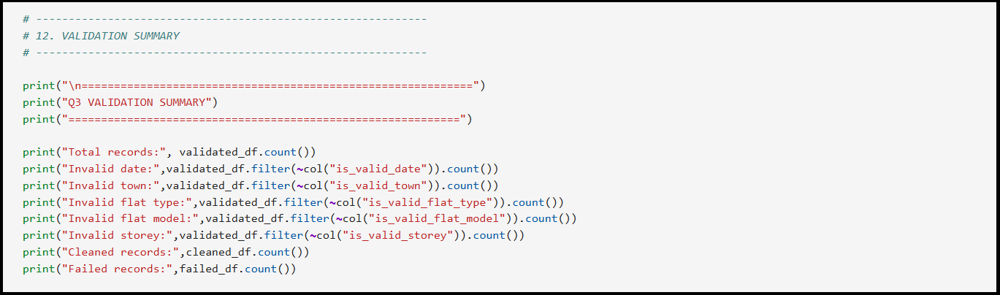 # ------------------------------------------------------------
# 12. VALIDATION SUMMARY
# ------------------------------------------------------------
print("\n============================================================")
print("Q3 VALIDATION SUMMARY")
print("============================================================")
print("Total records:", validated_df.count())
print("Invalid date:",validated_df.filter(~col("is_valid_date")).count())
print("Invalid town:",validated_df.filter(~col("is_valid_town")).count())
print("Invalid flat type:",validated_df.filter(~col("is_valid_flat_type")).count())
print("Invalid flat model:",validated_df.filter(~col("is_valid_flat_model")).count())
print("Invalid storey:",validated_df.filter(~col("is_valid_storey")).count())
print("Cleaned records:",cleaned_df.count())
print("Failed records:",failed_df.count())